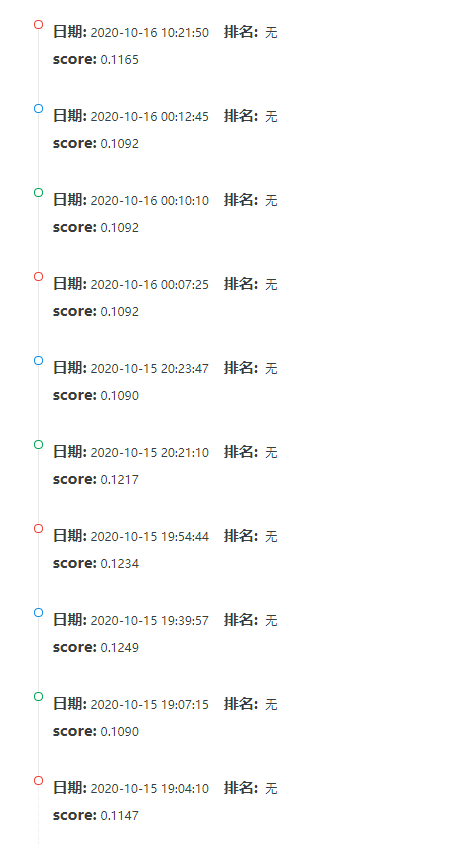 日期: 2020-10-16 10:21:50 排名: 无
score: 0.1165
日期: 2020-10-16 00:12:45 排名: 无
score: 0.1092
日期: 2020-10-16 00:10:10 排名: 无
score: 0.1092
日期: 2020-10-16 00:07:25 排名: 无
score: 0.1092
日期: 2020-10-15 20:23:47 排名: 无
score: 0.1090
日期: 2020-10-15 20:21:10 排名: 无
score: 0.1217
日期: 2020-10-15 19:54:44 排名: 无
score: 0.1234
日期: 2020-10-15 19:39:57 排名: 无
score: 0.1249
日期: 2020-10-15 19:07:15 排名: 无
score: 0.1090
日期: 2020-10-15 19:04:10 排名: 无
score: 0.1147